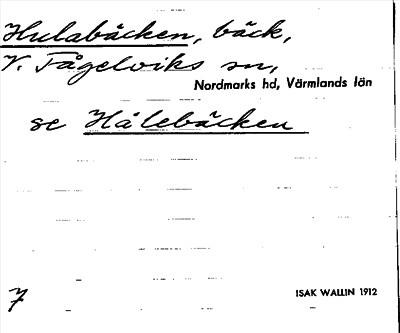 Hulabäcken, bäck,
V. Fågelviks sn,
Nordmarks hd, Värmlands län
se Hålebäcken
7
ISAK WALLIN 1912